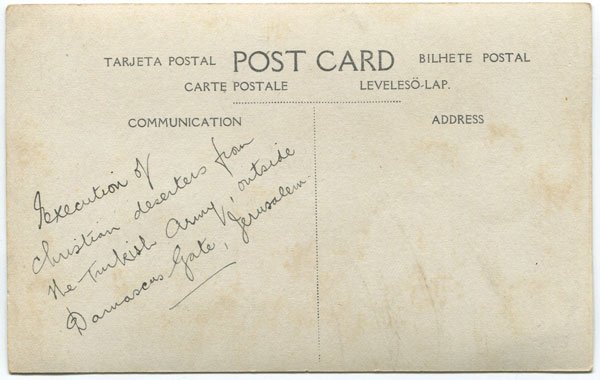 TARJETA POSTAL POST CARD BILHETE POSTAL
CARTE POSTALE LEVELESÖ-LAP.
COMMUNICATION
ADDRESS
Execution of
Christian deserters from
the Turkish Army, outside
Damascus Gate, Jerusalem.